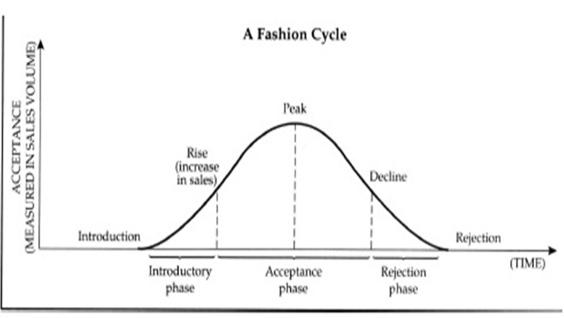 A Fashion Cycle
ACCEPTANCE
(MEASURED IN SALES VOLUME)
Peak
Rise
(increase
in sales)
Decline
Introduction
Rejection
(TIME)
Introductory
phase
Acceptance
phase
Rejection
phase